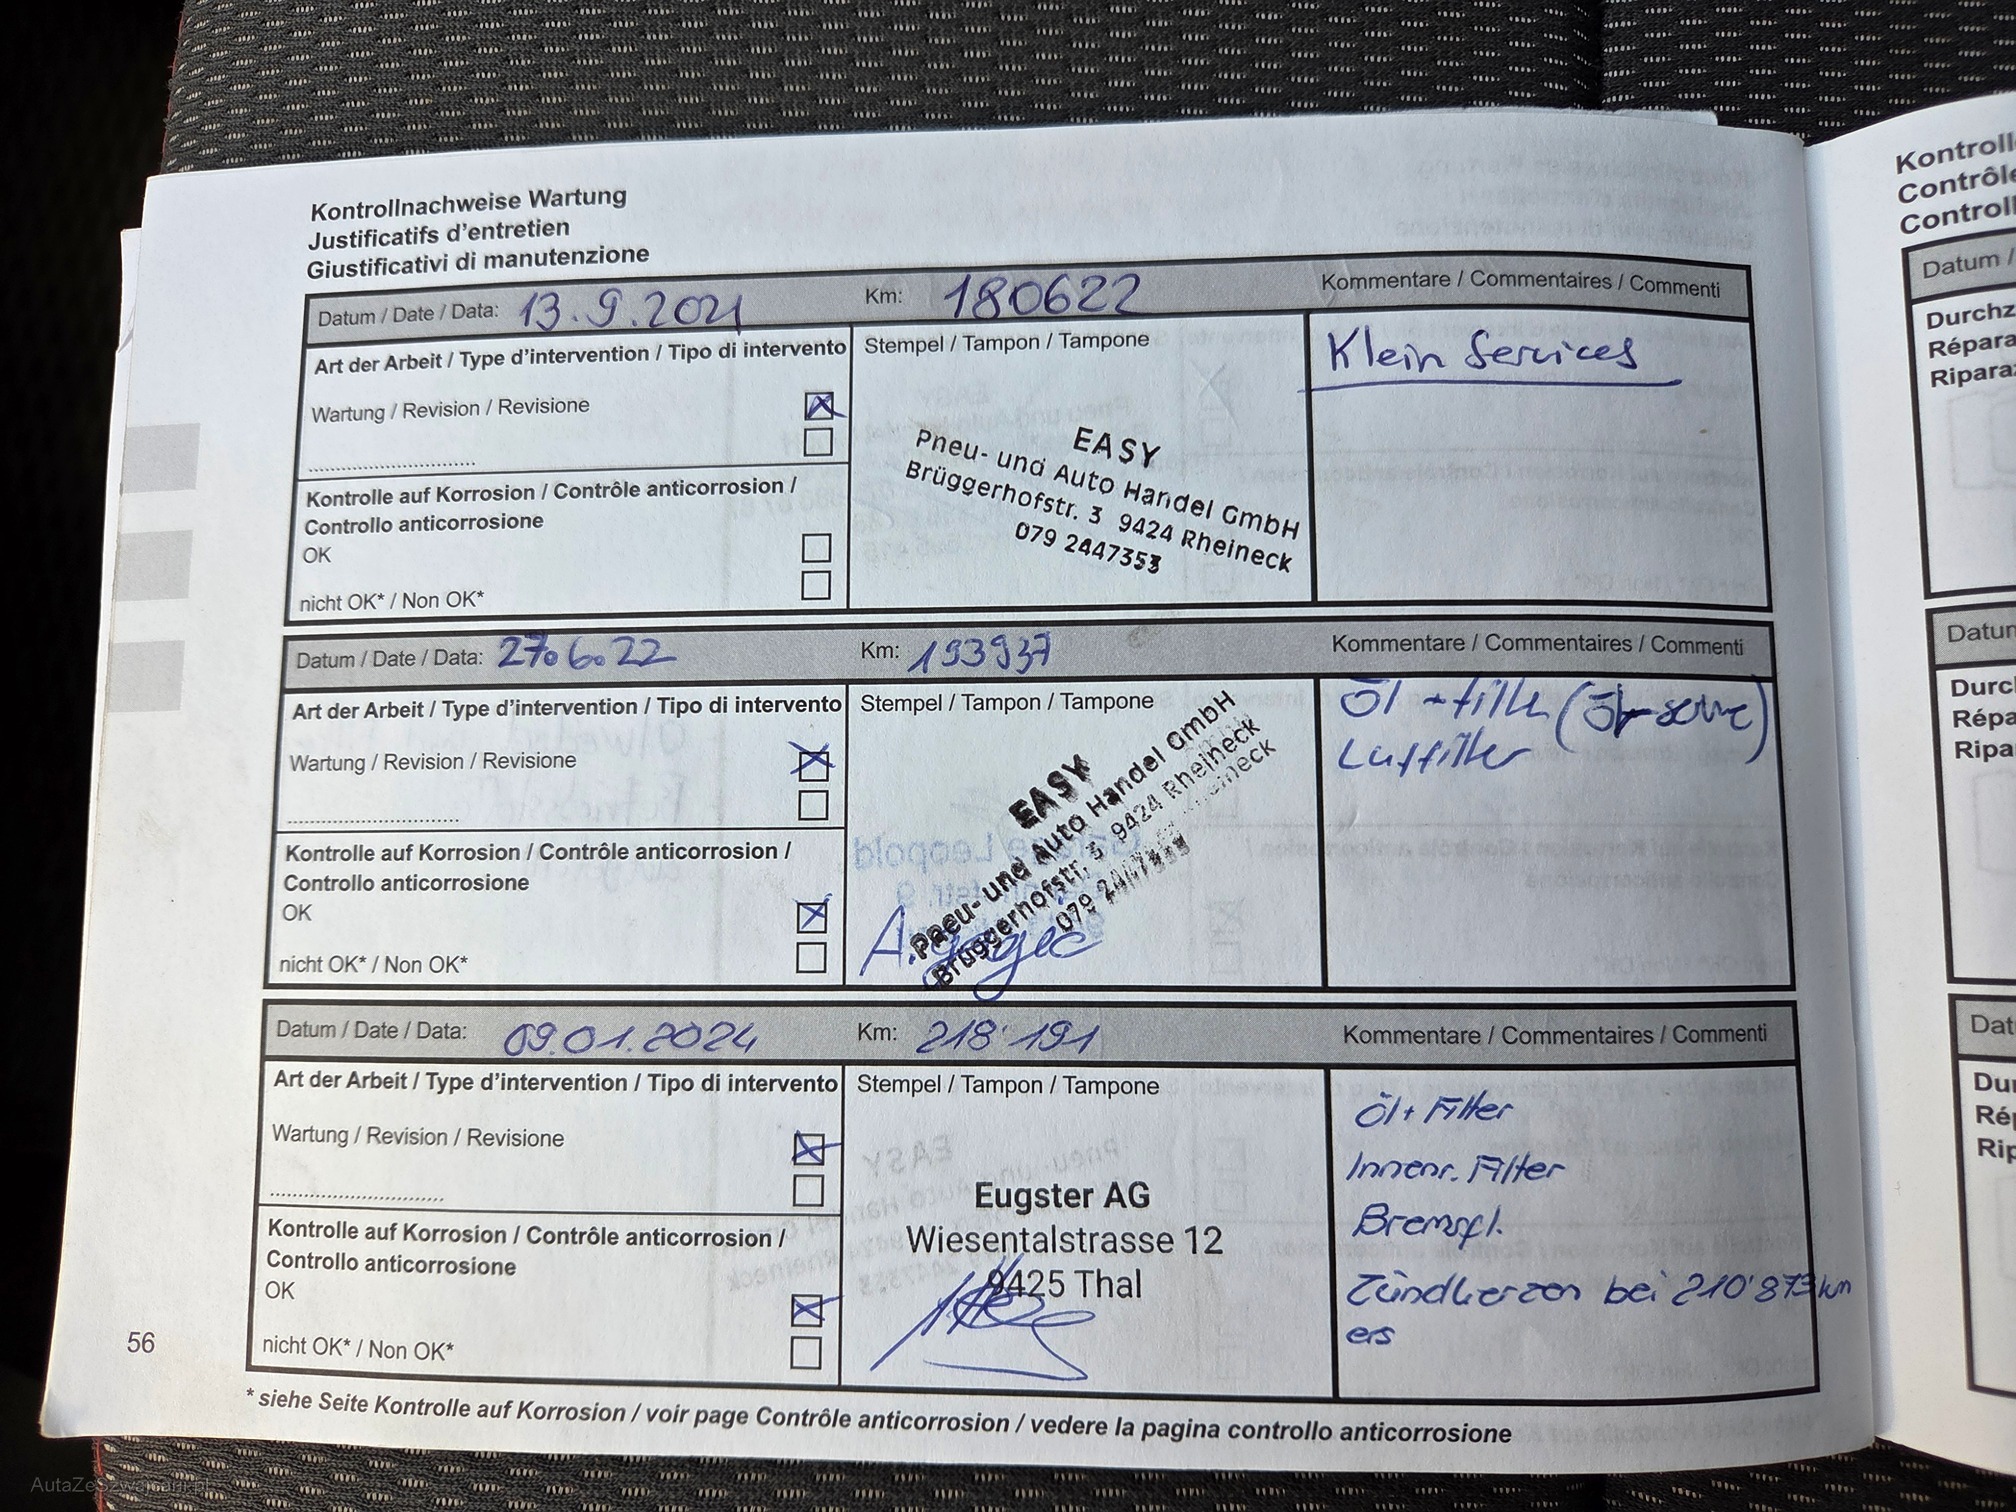 Kontrollnachweise Wartung
Justificatifs d'entretien
Giustificativi di manutenzione
Datum / Date / Data: 13.9.2021 Km: 180622 Kommentare / Commentaires / Commenti
Art der Arbeit / Type d'intervention / Tipo di intervento Stempel / Tampon / Tampone Klein Services
Wartung / Revision / Revisione
EASY
Pneu- und Auto Handel GmbH
Brüggerhofstr. 3 9424 Rheineck
079 2447353
Kontrolle auf Korrosion / Contrôle anticorrosion /
Controllo anticorrosione
OK
nicht OK* / Non OK*
Datum / Date / Data: 27.6.22 Km: 193937 Kommentare / Commentaires / Commenti
Art der Arbeit / Type d'intervention / Tipo di intervento Stempel / Tampon / Tampone
Öl + filter
Luftfilter
Wartung / Revision / Revisione
EASY
Pneu- und Auto Handel GmbH
Brüggerhofstr. 3 9424 Rheineck
079 2447353
Kontrolle auf Korrosion / Contrôle anticorrosion /
Controllo anticorrosione
OK
nicht OK* / Non OK*
Datum / Date / Data: 09.01.2024 Km: 218'191 Kommentare / Commentaires / Commenti
Art der Arbeit / Type d'intervention / Tipo di intervento Stempel / Tampon / Tampone
Öl + Filter
Wartung / Revision / Revisione
Innenr. Filter
Eugster AG
Bremsfl.
Wiesentalstrasse 12
9425 Thal
Kontrolle auf Korrosion / Contrôle anticorrosion /
Controllo anticorrosione
Zündkerzen bei 210'873km
ers
OK
nicht OK* / Non OK*
56
* siehe Seite Kontrolle auf Korrosion / voir page Contrôle anticorrosion / vedere la pagina controllo anticorrosione
Datum /